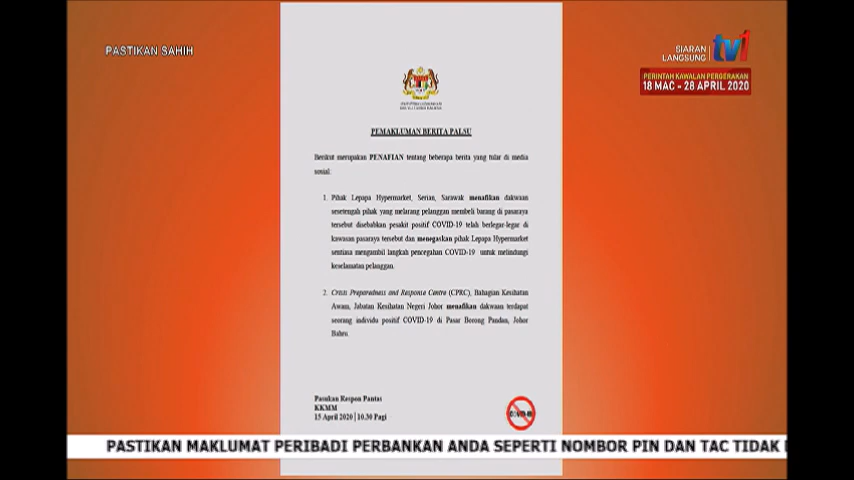 PASTIKAN SAHIH
SIARAN
LANGSUNG
tv1
PERINTAH KAWALAN PERGERAKAN
18 MAC - 28 APRIL 2020
PEMAKLUMAN BERITA PALSU
Berikut merupakan PENAFIAN tentang beberapa berita yang tular di media
sosial:
1. Pihak Lepapa Hypermarket, Serian, Sarawak menafikan dakwaan
sesetengah pihak yang melarang pelanggan membeli barang di pasaraya
tersebut disebabkan pesakit positif COVID-19 telah berlegar-legar di
kawasan pasaraya tersebut dan menegaskan pihak Lepapa Hypermarket
sentiasa mengambil langkah pencegahan COVID-19 untuk melindungi
keselamatan pelanggan.
2. Crisis Preparedness and Response Centre (CPRC), Bahagian Kesihatan
Awam, Jabatan Kesihatan Negeri Johor menafikan dakwaan terdapat
seorang individu positif COVID-19 di Pasar Borong Pandan, Johor
Bahru.
Pasukan Respon Pantas
KKMM
15 April 2020 | 10.30 Pagi
COVID-19
PASTIKAN MAKLUMAT PERIBADI PERBANKAN ANDA SEPERTI NOMBOR PIN DAN TAC TIDAK